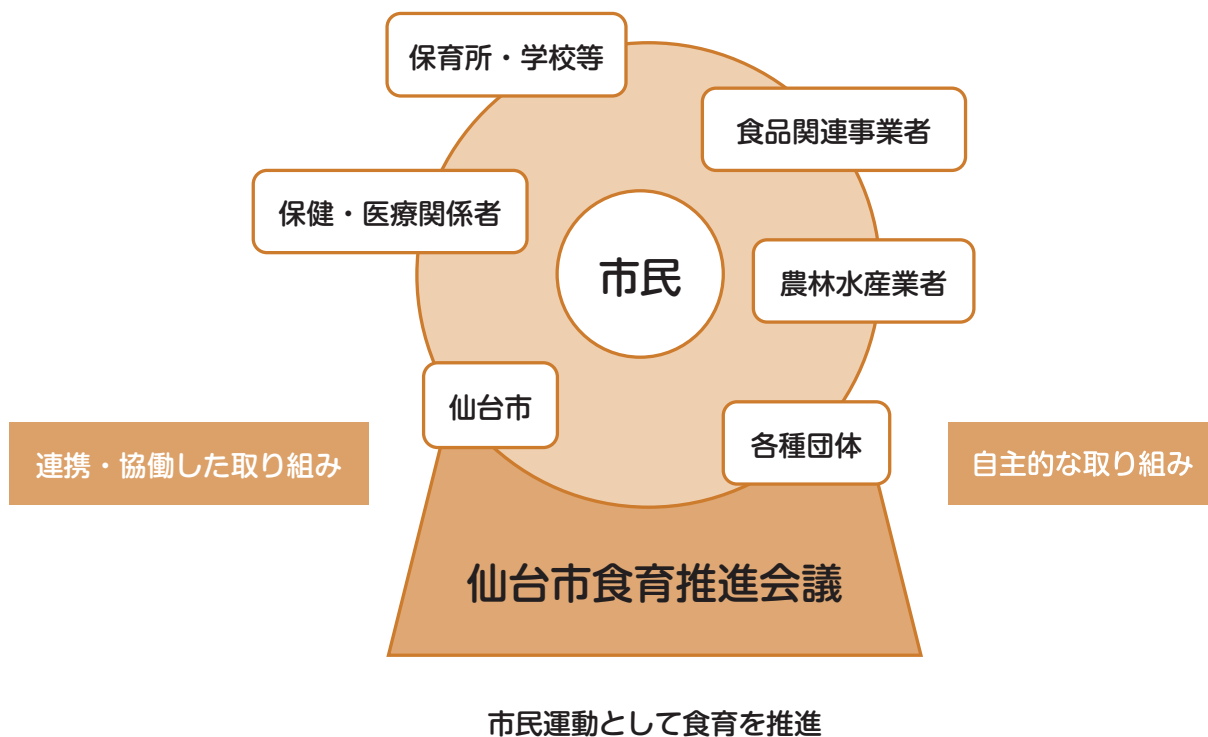 保育所・学校等
食品関連事業者
保健・医療関係者
市民
農林水産業者
仙台市
各種団体
連携・協働した取り組み
自主的な取り組み
仙台市食育推進会議
市民運動として食育を推進